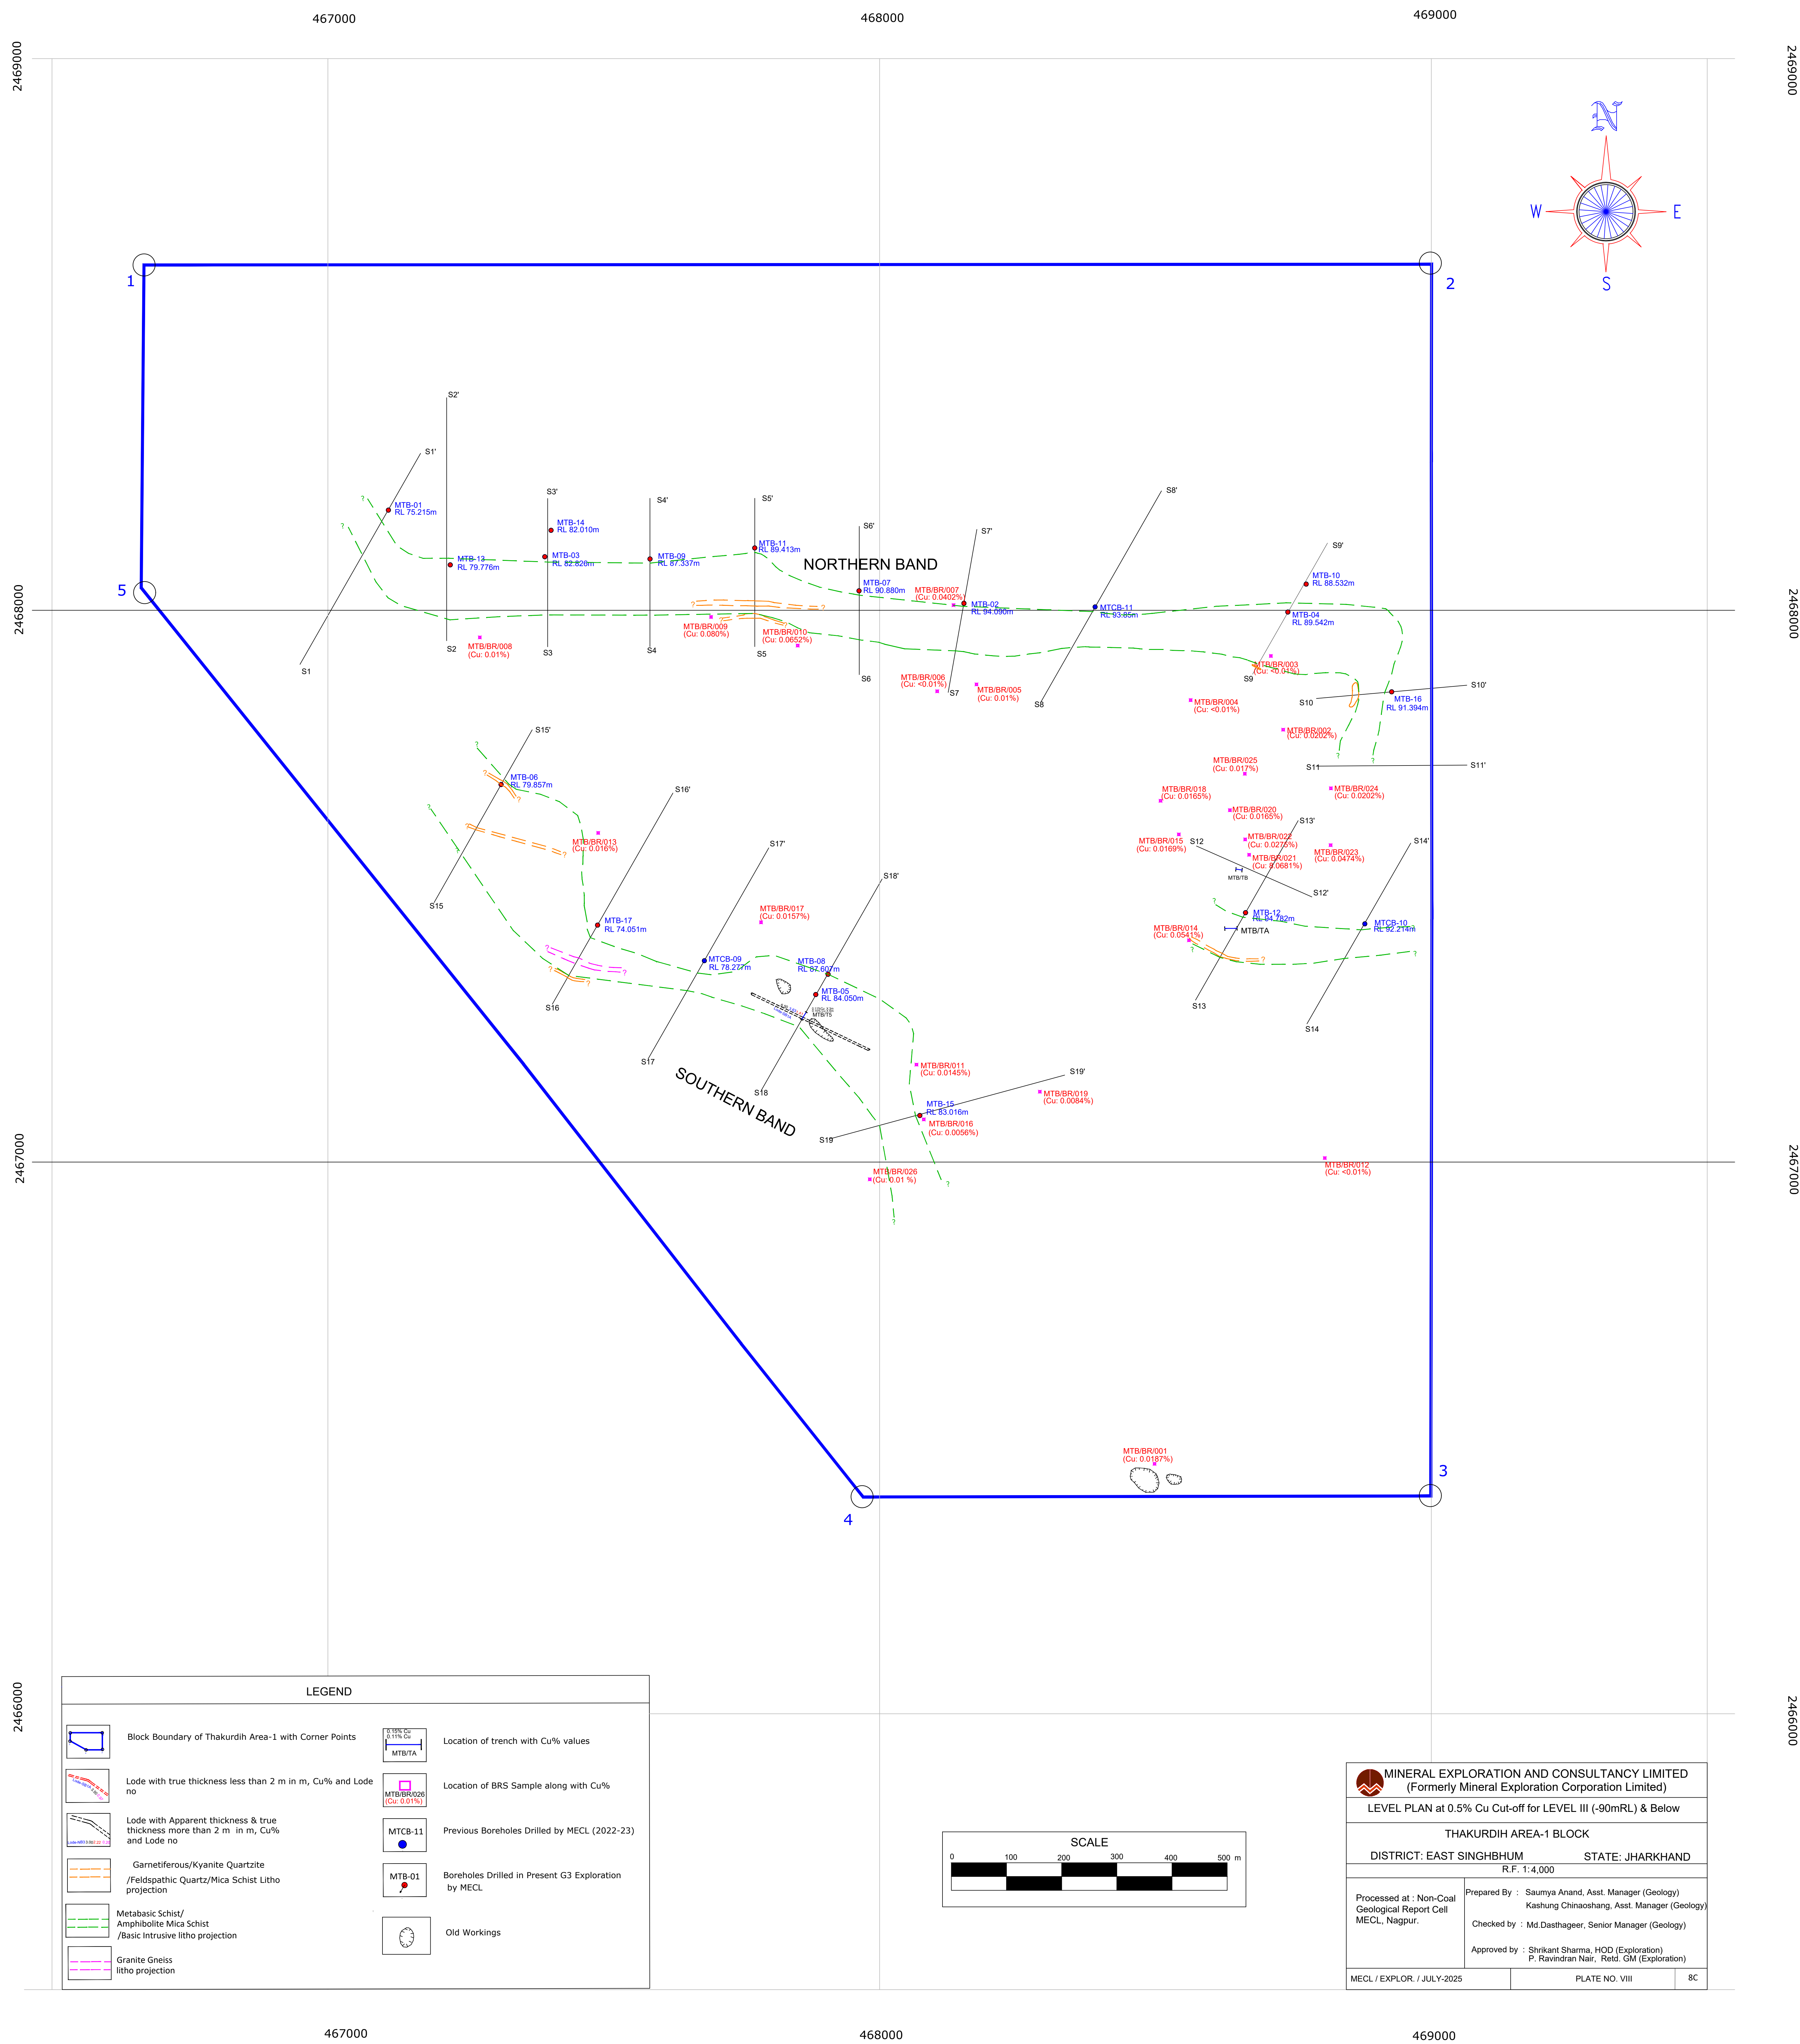 467000
468000
469000
2469000
2469000
N
W
E
S
1
2
S2'
S1'
S3'
S4'
S5'
S6'
S7'
S8'
S9'
MTB-01
RL 75.215m
?
?
MTB-14
RL 82.010m
MTB-13
RL 79.776m
MTB-03
RL 82.820m
MTB-09
RL 87.337m
MTB-11
RL 89.413m
NORTHERN BAND
MTB-07
RL 90.880m
MTB/BR/007
(Cu: 0.0402%)
MTB-02
RL 94.090m
MTCB-11
RL 93.85m
MTB-10
RL 88.532m
MTB-04
RL 89.542m
5
2468000
2468000
?
?
?
MTB/BR/009
(Cu: 0.080%)
MTB/BR/010
(Cu: 0.0652%)
MTB/BR/008
(Cu: 0.01%)
S1
S2
S3
S4
S5
S6
S7
S8
S9
MTB/BR/006
(Cu: <0.01%)
MTB/BR/005
(Cu: 0.01%)
MTB/BR/003
(Cu: <0.01%)
MTB/BR/004
(Cu: <0.01%)
S10
S10'
MTB-16
RL 91.394m
MTB/BR/002
(Cu: 0.0202%)
?
?
S11
S11'
S15'
?
?
MTB-06
RL 79.857m
?
S16'
MTB/BR/025
(Cu: 0.017%)
MTB/BR/018
(Cu: 0.0165%)
MTB/BR/024
(Cu: 0.0202%)
MTB/BR/020
(Cu: 0.0165%)
S13'
?
?
?
MTB/BR/013
(Cu: 0.016%)
S17'
S18'
MTB/BR/015
(Cu: 0.0169%)
S12
MTB/BR/022
(Cu: 0.0275%)
MTB/BR/021
(Cu: 0.0681%)
MTB/BR/023
(Cu: 0.0474%)
S14'
MTB/TB
S12'
S15
MTB-17
RL 74.051m
MTB/BR/017
(Cu: 0.0157%)
?
MTB-12
RL 94.782m
MTB/TA
MTCB-10
RL 92.214m
MTB/BR/014
(Cu: 0.0541%)
?
?
?
?
?
MTCB-09
RL 78.277m
MTB-08
RL 87.607m
MTB-05
RL 84.050m
MTB/T5
?
?
S16
S13
S14
S17
S18
SOUTHERN BAND
MTB/BR/011
(Cu: 0.0145%)
S19'
MTB/BR/019
(Cu: 0.0084%)
MTB-15
RL 83.016m
MTB/BR/016
(Cu: 0.0056%)
S19
2467000
2467000
MTB/BR/026
(Cu: 0.01 %)
?
?
MTB/BR/012
(Cu: <0.01%)
MTB/BR/001
(Cu: 0.0187%)
3
4
2466000
2466000
LEGEND
Block Boundary of Thakurdih Area-1 with Corner Points
Lode with true thickness less than 2 m in m, Cu% and Lode
no
Lode with Apparent thickness & true
thickness more than 2 m in m, Cu%
and Lode no
Garnetiferous/Kyanite Quartzite
/Feldspathic Quartz/Mica Schist Litho
projection
Metabasic Schist/
Amphibolite Mica Schist
/Basic Intrusive litho projection
Granite Gneiss
litho projection
0.15% Cu
0.11% Cu
MTB/TA
Location of trench with Cu% values
MTB/BR/026
(Cu: 0.01%)
Location of BRS Sample along with Cu%
MTCB-11
Previous Boreholes Drilled by MECL (2022-23)
MTB-01
Boreholes Drilled in Present G3 Exploration
by MECL
Old Workings
SCALE
0 100 200 300 400 500 m
MINERAL EXPLORATION AND CONSULTANCY LIMITED
(Formerly Mineral Exploration Corporation Limited)
LEVEL PLAN at 0.5% Cu Cut-off for LEVEL III (-90mRL) & Below
THAKURDIH AREA-1 BLOCK
DISTRICT: EAST SINGHBHUM STATE: JHARKHAND
R.F. 1:4,000
Processed at : Non-Coal
Geological Report Cell
MECL, Nagpur.
Prepared By : Saumya Anand, Asst. Manager (Geology)
Kashung Chinaoshang, Asst. Manager (Geology)
Checked by : Md.Dasthageer, Senior Manager (Geology)
Approved by : Shrikant Sharma, HOD (Exploration)
P. Ravindran Nair, Retd. GM (Exploration)
MECL / EXPLOR. / JULY-2025
PLATE NO. VIII
8C
467000
468000
469000